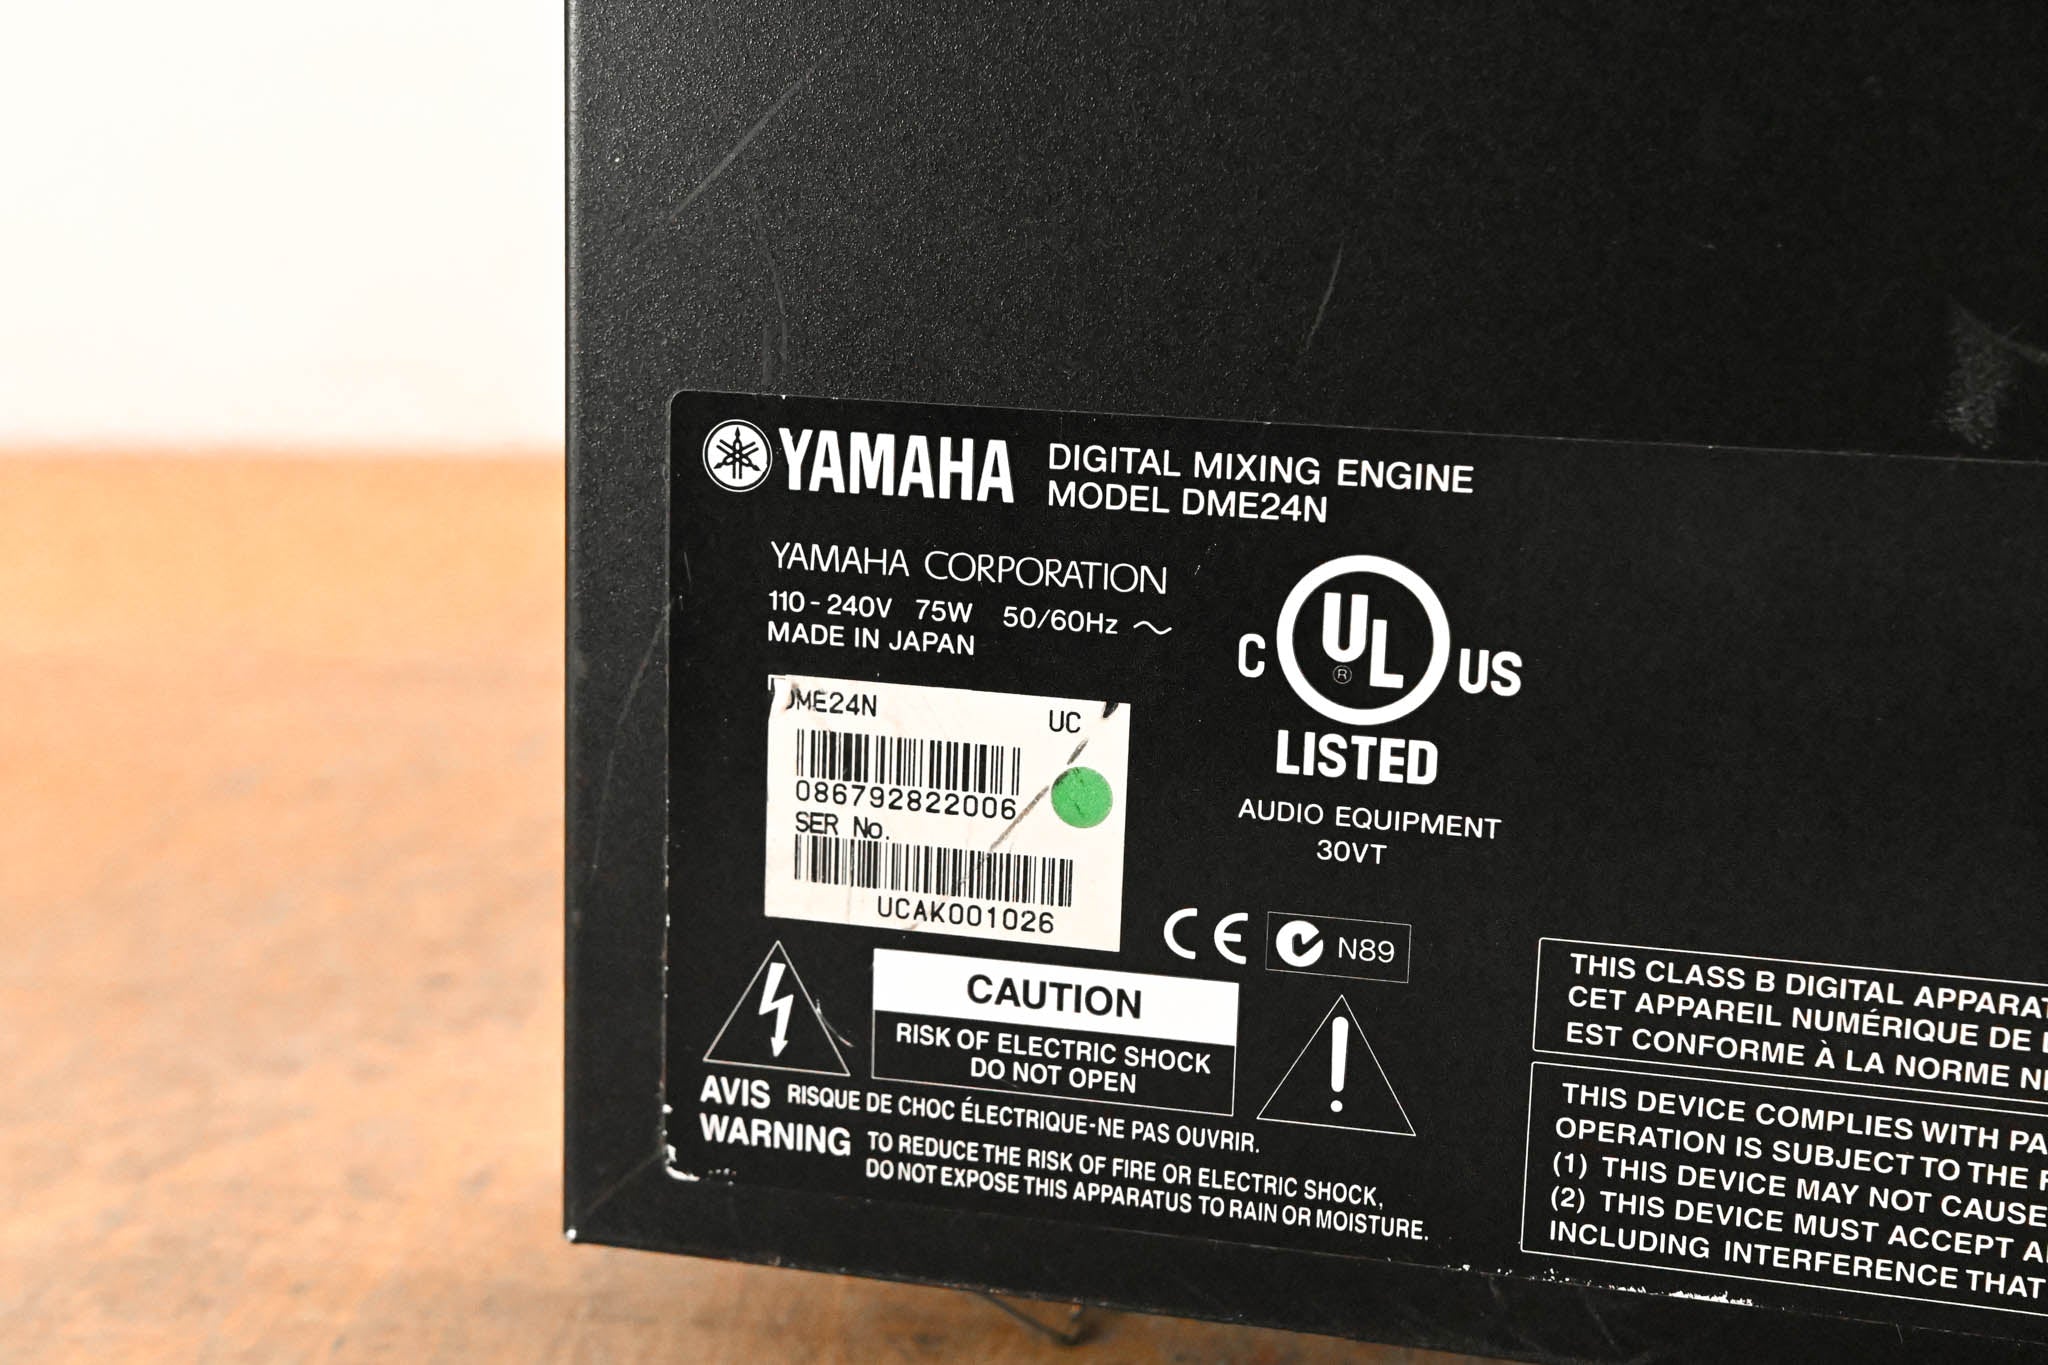 YAMAHA DIGITAL MIXING ENGINE
MODEL DME24N
YAMAHA CORPORATION
110-240V 75W 50/60Hz ~
MADE IN JAPAN
DME24N UC
086792822006
SER No.
UCAK001026
C UL ® US
LISTED
AUDIO EQUIPMENT
30VT
CE N89
CAUTION
RISK OF ELECTRIC SHOCK
DO NOT OPEN
AVIS RISQUE DE CHOC ÉLECTRIQUE-NE PAS OUVRIR.
WARNING TO REDUCE THE RISK OF FIRE OR ELECTRIC SHOCK,
DO NOT EXPOSE THIS APPARATUS TO RAIN OR MOISTURE.
THIS CLASS B DIGITAL
CET APPAREIL NUMÉRIQUE DE
EST CONFORME À LA NORME
THIS DEVICE COMPLIES WITH
OPERATION IS SUBJECT TO THE
(1) THIS DEVICE MAY NOT CAUSE
(2) THIS DEVICE MUST ACCEPT
INCLUDING INTERFERENCE THAT